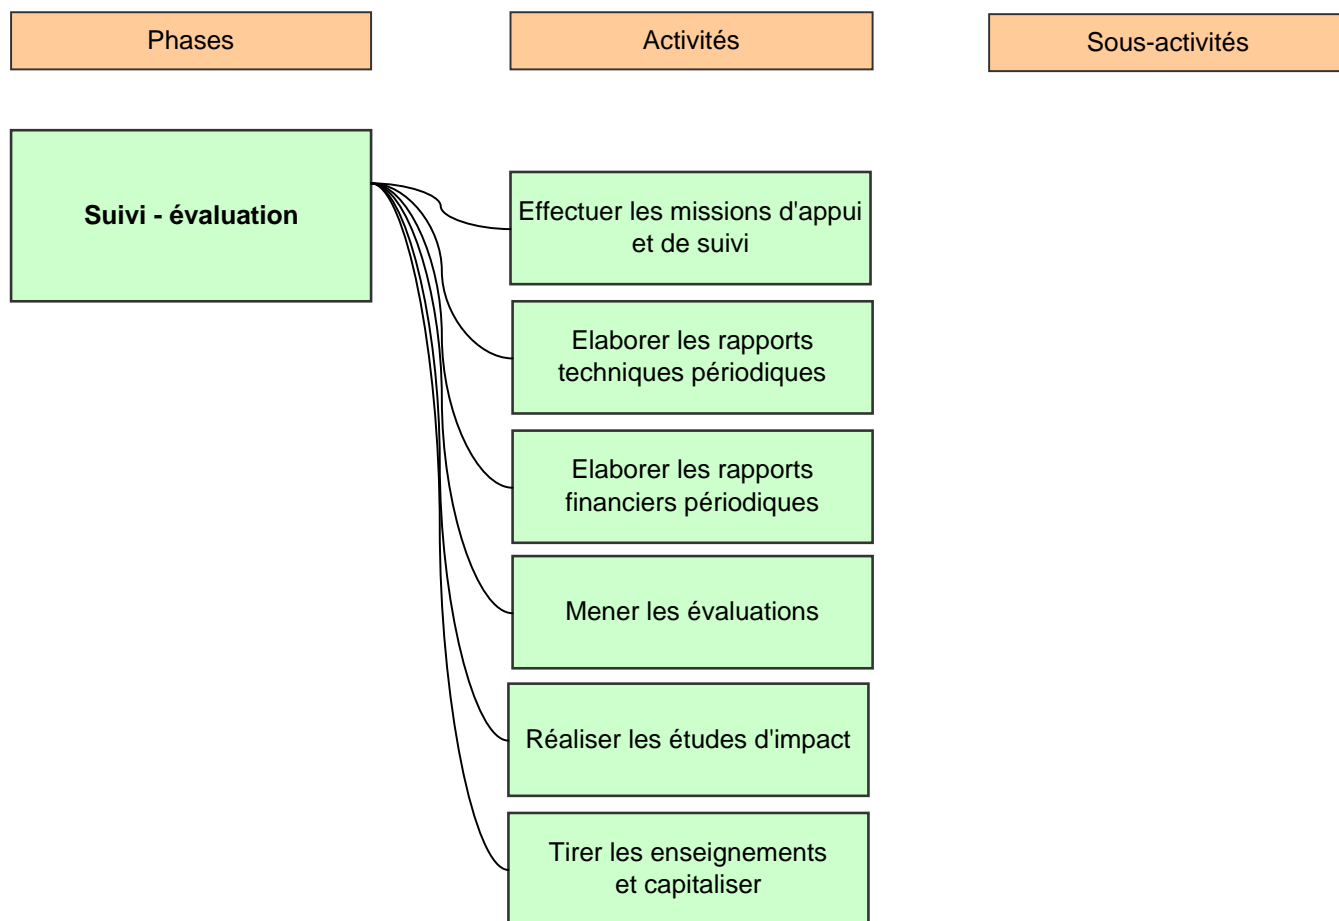 Phases
Activités
Sous-activités
Suivi - évaluation
Effectuer les missions d'appui
et de suivi
Elaborer les rapports
techniques périodiques
Elaborer les rapports
financiers périodiques
Mener les évaluations
Réaliser les études d'impact
Tirer les enseignements
et capitaliser